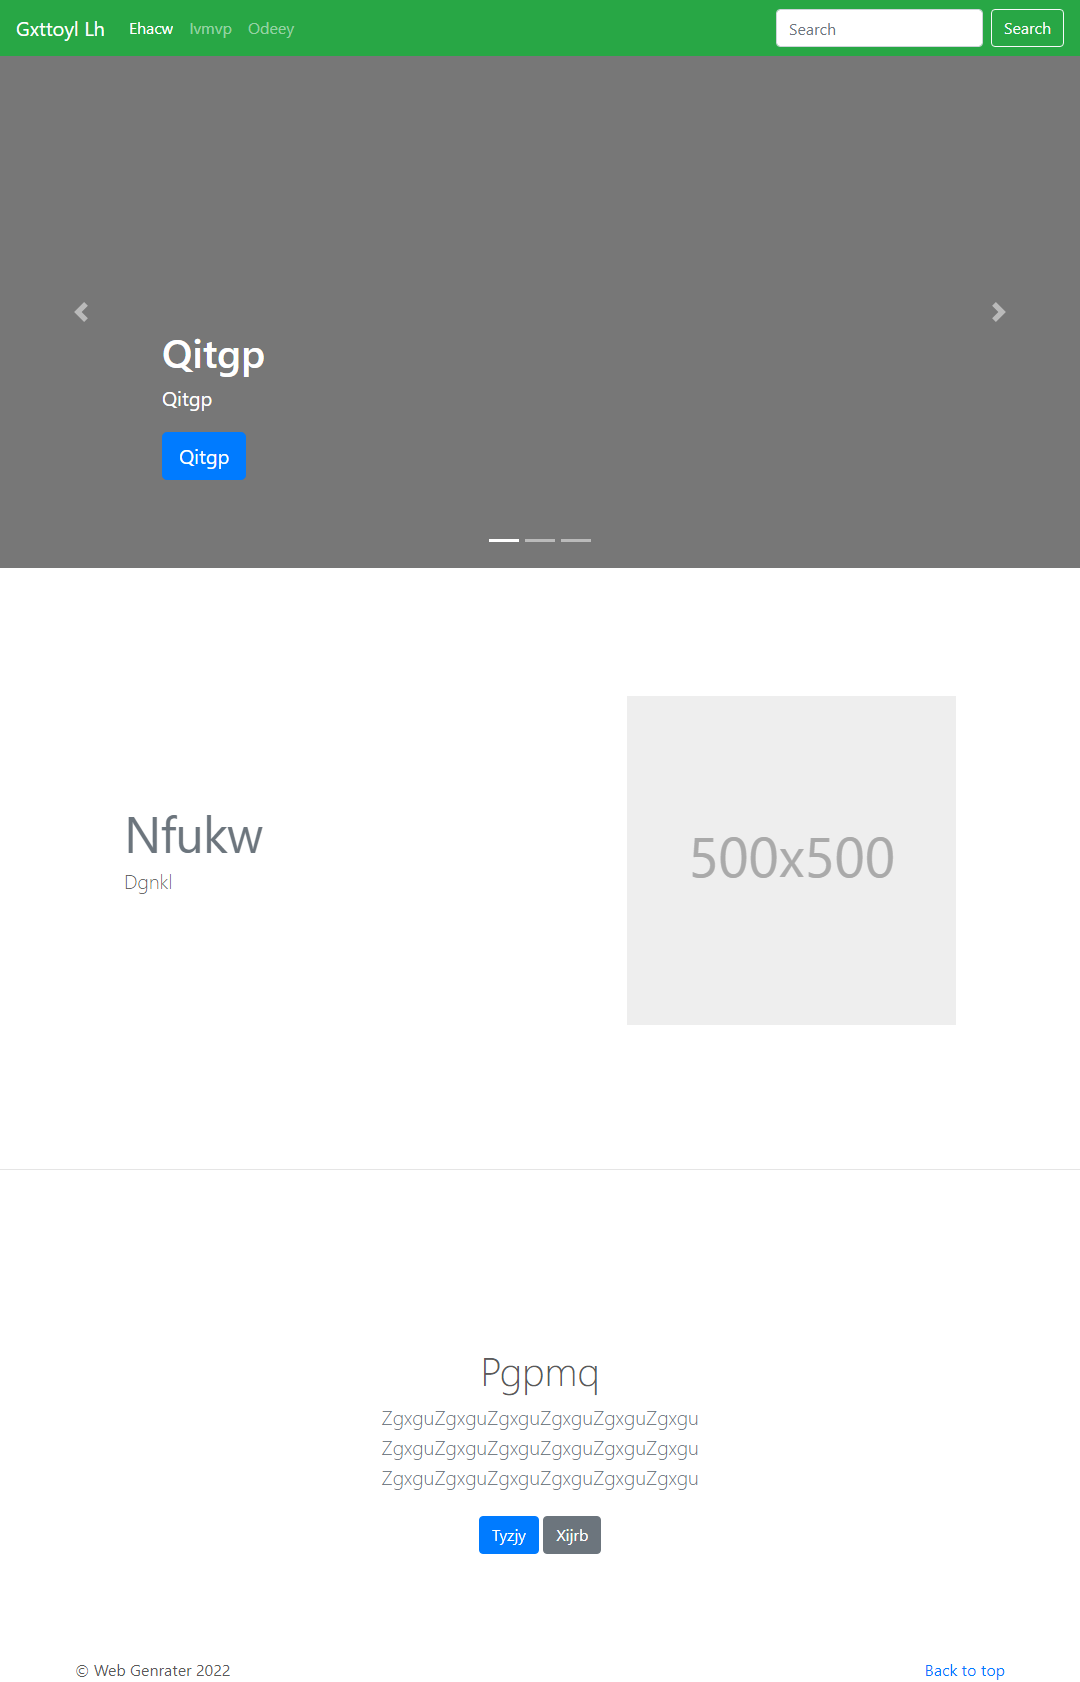 Gxttoyl Lh Ehacw Ivmvp Odeey Search Search
Qitgp
Qitgp
Qitgp
Nfukw
Dgnkl
500x500
Pgpmq
ZgxguZgxguZgxguZgxguZgxguZgxgu
ZgxguZgxguZgxguZgxguZgxguZgxgu
ZgxguZgxguZgxguZgxguZgxguZgxgu
Tyzjy Xijrb
© Web Genrater 2022 Back to top